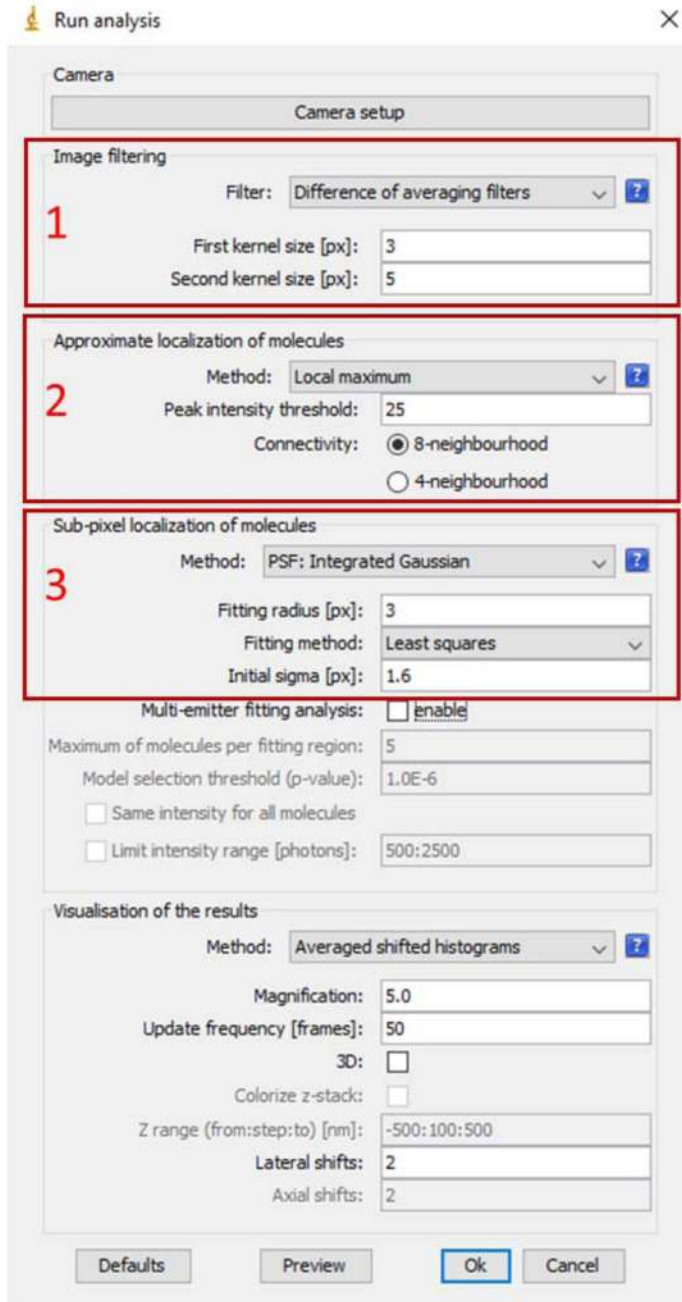 Run analysis
Camera
Camera setup
Image filtering
1
Filter: Difference of averaging filters ?
First kernel size [px]: 3
Second kernel size [px]: 5
Approximate localization of molecules
2
Method: Local maximum ?
Peak intensity threshold: 25
Connectivity: 8-neighbourhood
4-neighbourhood
Sub-pixel localization of molecules
3
Method: PSF: Integrated Gaussian ?
Fitting radius [px]: 3
Fitting method: Least squares
Initial sigma [px]: 1.6
Multi-emitter fitting analysis: enable
Maximum of molecules per fitting region: 5
Model selection threshold (p-value): 1.0E-6
Same intensity for all molecules
Limit intensity range [photons]: 500:2500
Visualisation of the results
Method: Averaged shifted histograms ?
Magnification: 5.0
Update frequency [frames]: 50
3D:
Colorize z-stack:
Z range (from:step:to) [nm]: -500:100:500
Lateral shifts: 2
Axial shifts: 2
Defaults Preview Ok Cancel